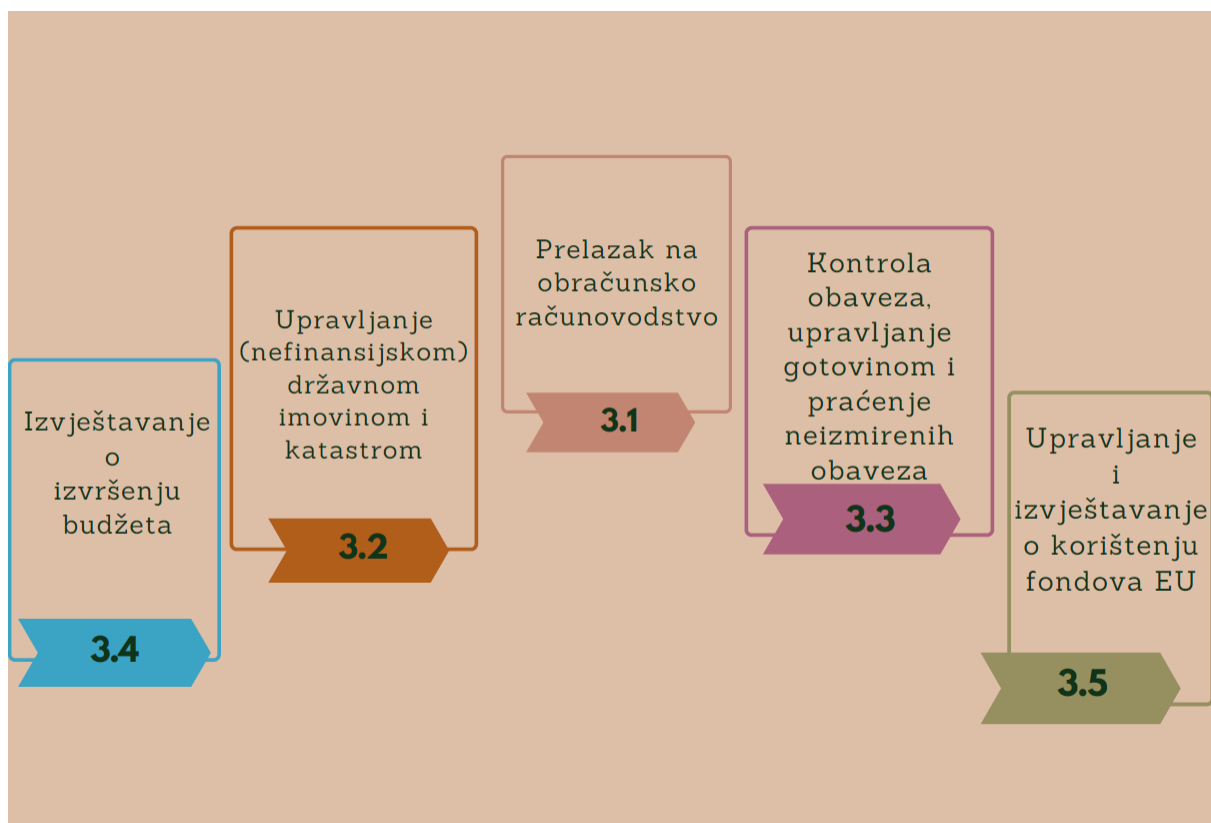 Izvještavanje
o
izvršenju
budžeta
3.4
Upravljanje
(nefinansijskom)
državnom
imovinom i
katastrom
3.2
Prelazak na
obračunsko
računovodstvo
3.1
Kontrola
obaveza,
upravljanje
gotovinom i
praćenje
neizmirenih
obaveza
3.3
Upravljanje
i
izvještavanje
o korištenju
fondova EU
3.5